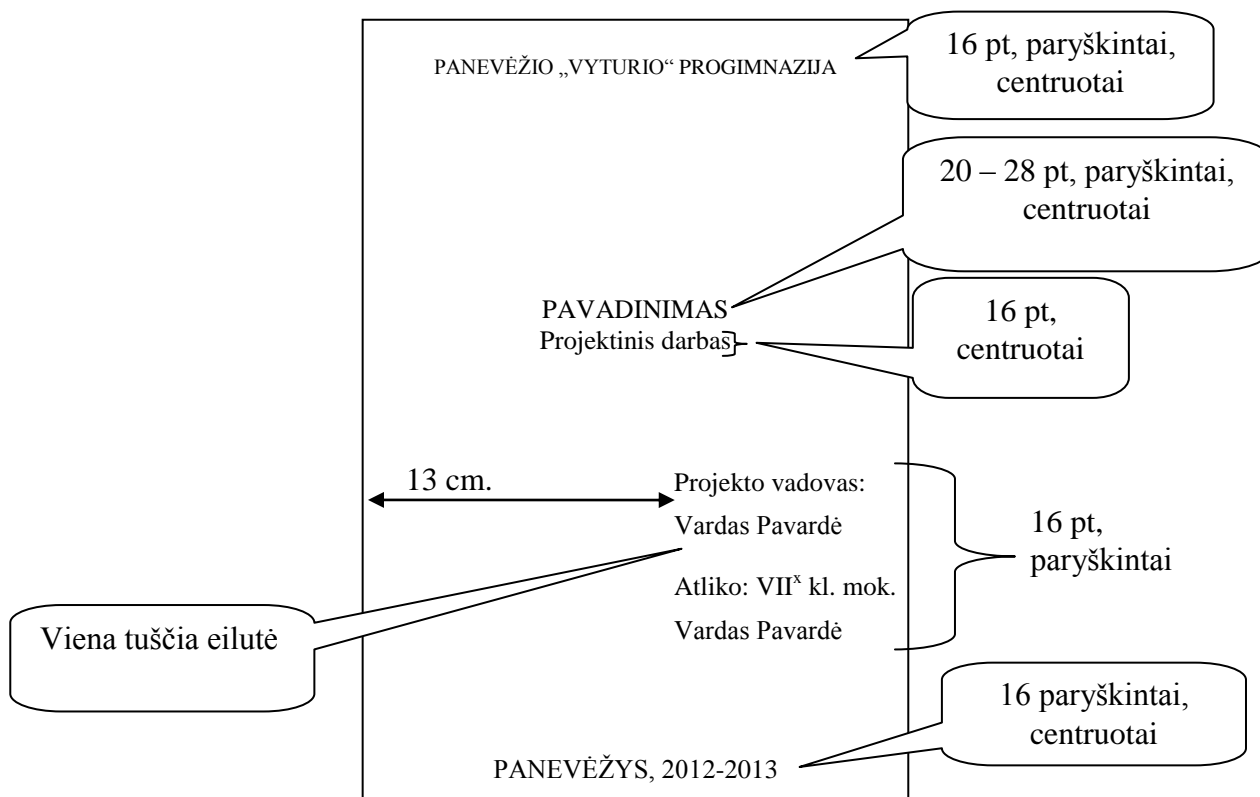 16 pt, paryškintai,
centruotai
PANEVĖŽIO „VYTURIO“ PROGIMNAZIJA
20 – 28 pt, paryškintai,
centruotai
PAVADINIMAS
Projektinis darbas
16 pt,
centruotai
13 cm.
Projekto vadovas:
Vardas Pavardė
Atliko: VIIˣ kl. mok.
Vardas Pavardė
16 pt,
paryškintai
Viena tuščia eilutė
16 paryškintai,
centruotai
PANEVĖŽYS, 2012-2013